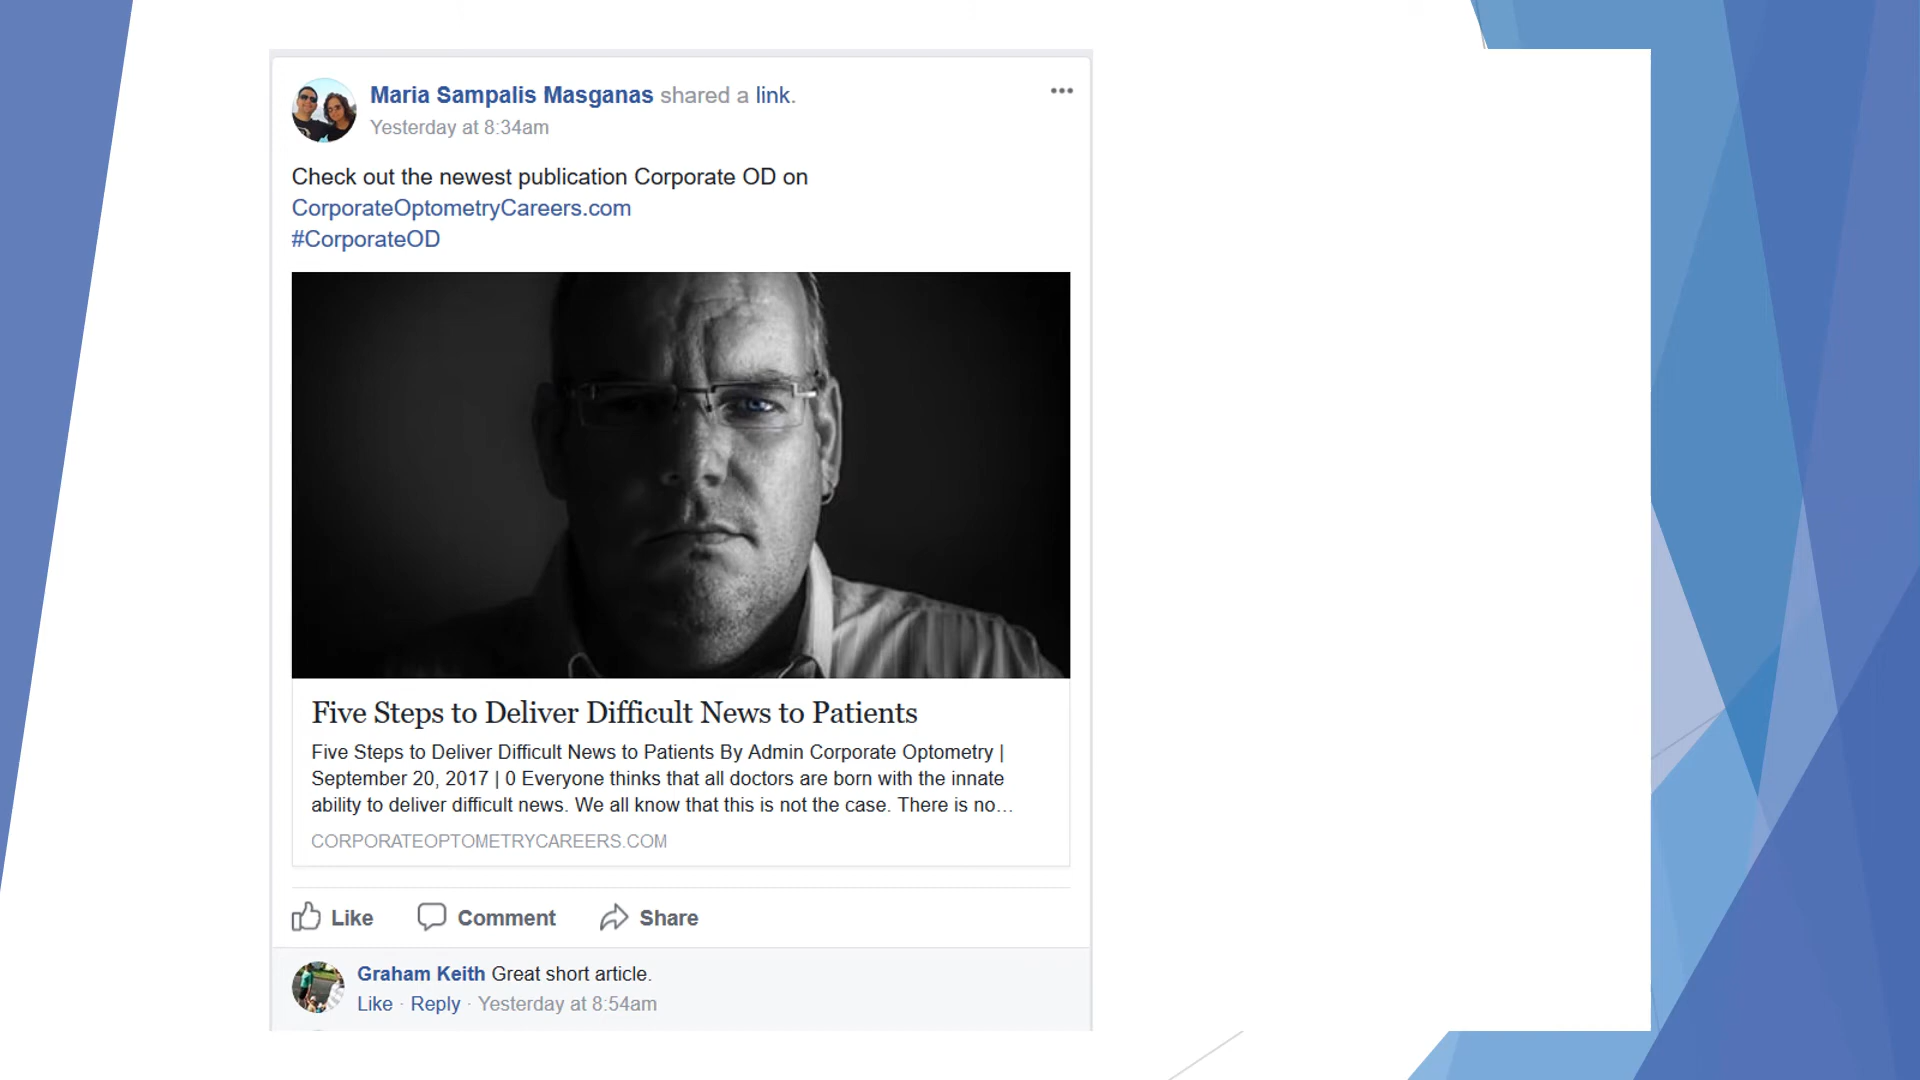 Maria Sampalis Masganas shared a link.
Yesterday at 8:34am
Check out the newest publication Corporate OD on
CorporateOptometryCareers.com
#CorporateOD
Five Steps to Deliver Difficult News to Patients
Five Steps to Deliver Difficult News to Patients By Admin Corporate Optometry |
September 20, 2017 | 0 Everyone thinks that all doctors are born with the innate
ability to deliver difficult news. We all know that this is not the case. There is no…
CORPORATEOPTOMETRYCAREERS.COM
Like Comment Share
Graham Keith Great short article.
Like · Reply · Yesterday at 8:54am